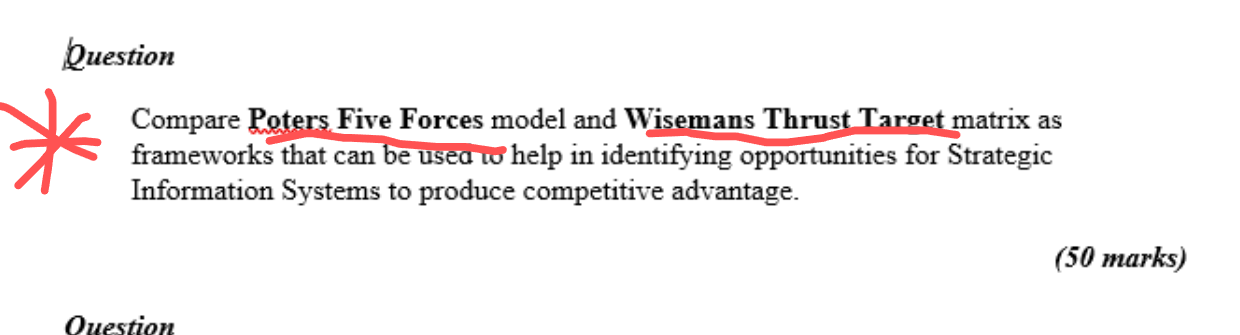 Question
Compare Poters Five Forces model and Wisemans Thrust Target matrix as
frameworks that can be used to help in identifying opportunities for Strategic
Information Systems to produce competitive advantage.
(50 marks)
Question